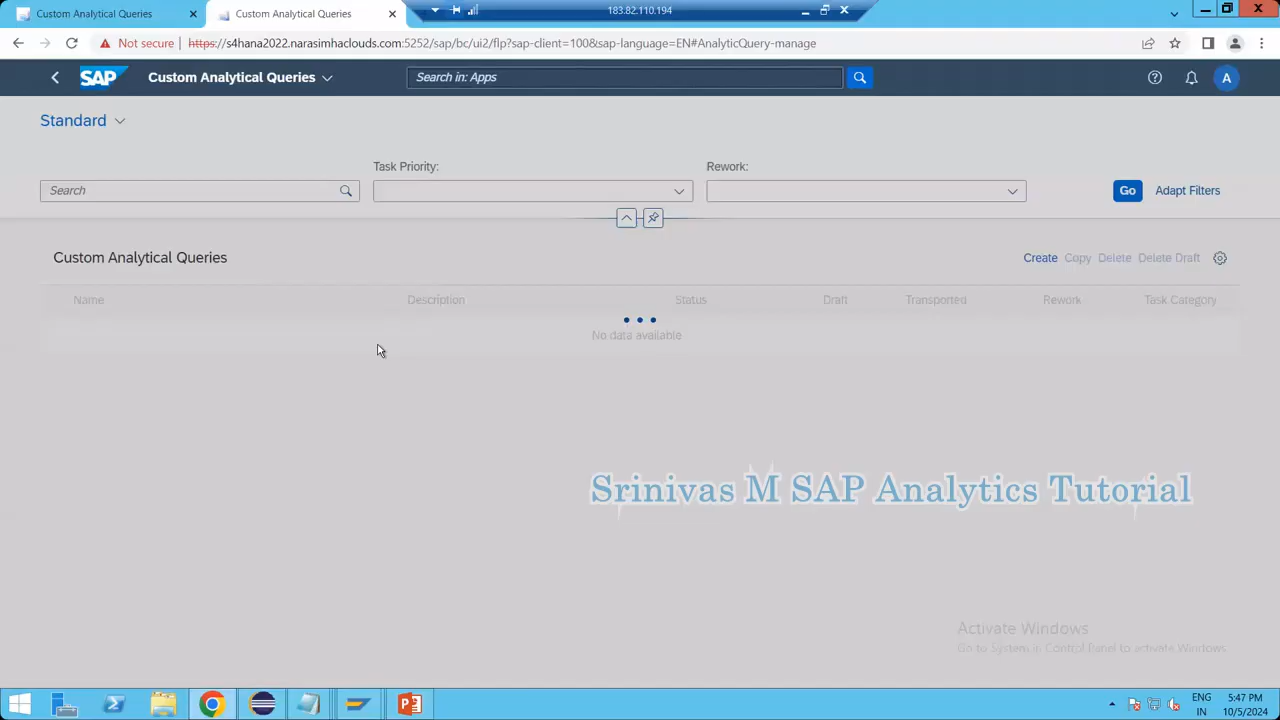 Custom Analytical Queries
Custom Analytical Queries
183.82.110.194
Not secure
https://s4hana2022.narasimhaclouds.com:5252/sap/bc/ui2/flp?sap-client=100&sap-language=EN#AnalyticQuery-manage
SAP
Custom Analytical Queries
Search in: Apps
A
Standard
Task Priority:
Rework:
Search
Go
Adapt Filters
Custom Analytical Queries
Create Copy Delete Delete Draft
Name Description Status Draft Transported Rework Task Category
No data available
Srinivas M SAP Analytics Tutorial
Activate Windows
Go to System in Control Panel to activate Windows.
ENG 5:47 PM
IN 10/5/2024